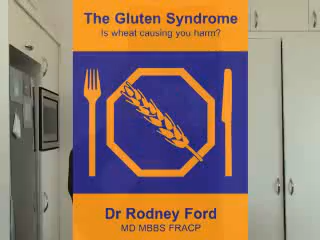 The Gluten Syndrome
Is wheat causing you harm?
Dr Rodney Ford
MD MBBS FRACP